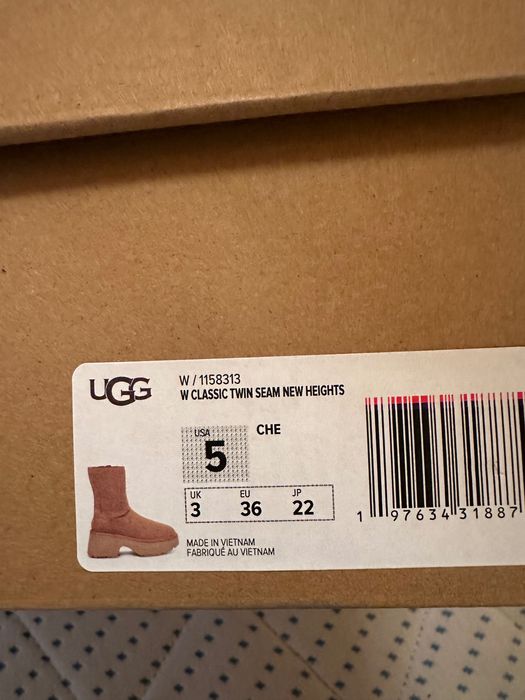 UGG
W / 1158313
W CLASSIC TWIN SEAM NEW HEIGHTS
USA
5
CHE
UK EU JP
3 36 22
MADE IN VIETNAM
FABRIQUÉ AU VIETNAM
1 97634 31887